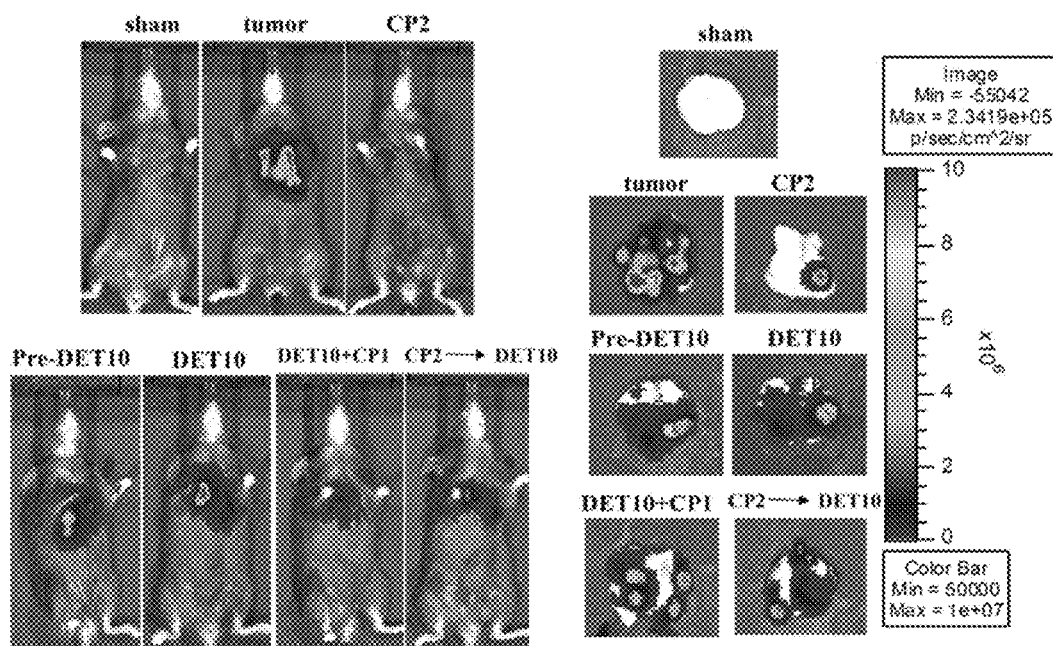 sham tumor CP2
Pre-DET10 DET10 DET10+CP1 CP2 → DET10
sham
tumor CP2
Pre-DET10 DET10
DET10+CP1 CP2 → DET10
Image
Min = -55042
Max = 2.3419e+05
p/sec/cm^2/sr
10
8
6
4
2
0
x10^6
Color Bar
Min = 50000
Max = 1e+07